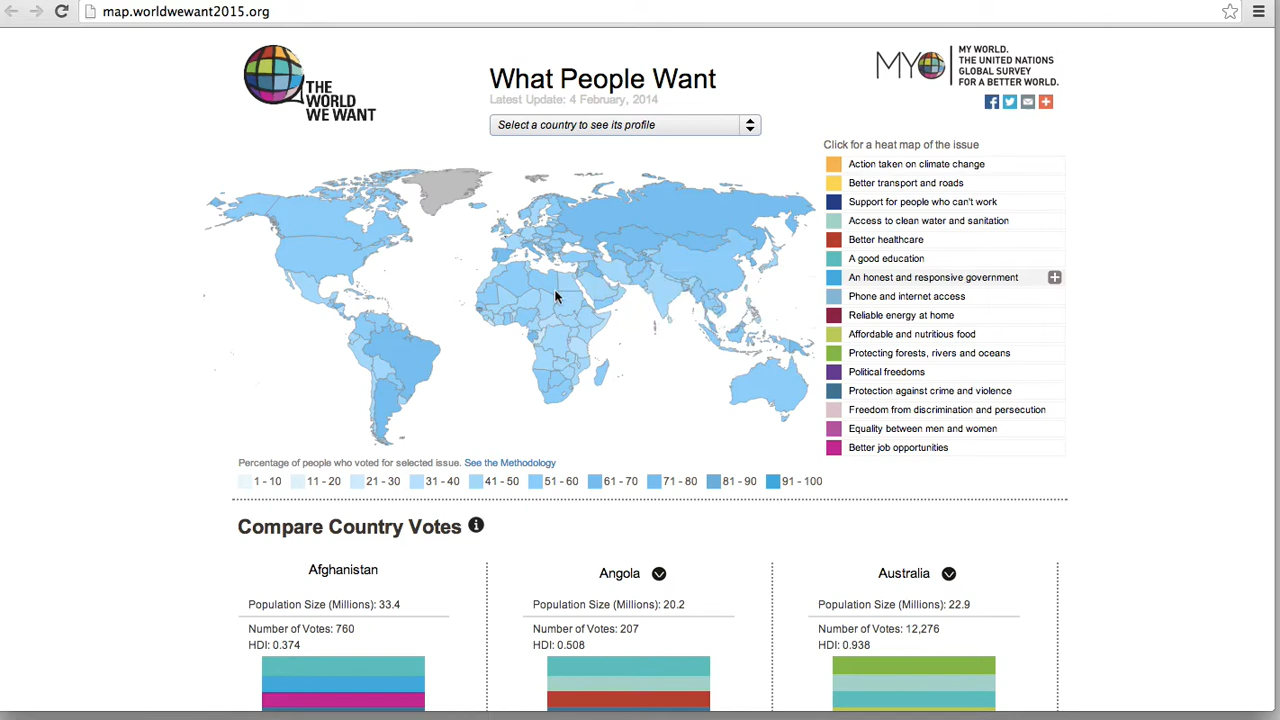 map.worldwewant2015.org
THE
WORLD
WE WANT
What People Want
Latest Update: 4 February, 2014
Select a country to see its profile
MY
MY WORLD.
THE UNITED NATIONS
GLOBAL SURVEY
FOR A BETTER WORLD.
Click for a heat map of the issue
Action taken on climate change
Better transport and roads
Support for people who can't work
Access to clean water and sanitation
Better healthcare
A good education
An honest and responsive government
Phone and internet access
Reliable energy at home
Affordable and nutritious food
Protecting forests, rivers and oceans
Political freedoms
Protection against crime and violence
Freedom from discrimination and persecution
Equality between men and women
Better job opportunities
Percentage of people who voted for selected issue. See the Methodology
1 - 10 11 - 20 21 - 30 31 - 40 41 - 50 51 - 60 61 - 70 71 - 80 81 - 90 91 - 100
Compare Country Votes
Afghanistan
Population Size (Millions): 33.4
Number of Votes: 760
HDI: 0.374
Angola
Population Size (Millions): 20.2
Number of Votes: 207
HDI: 0.508
Australia
Population Size (Millions): 22.9
Number of Votes: 12,276
HDI: 0.938